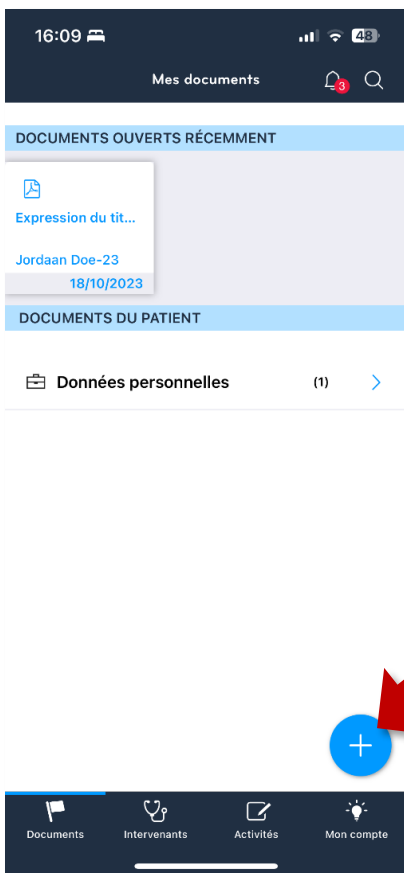 16:09
48
Mes documents
3
DOCUMENTS OUVERTS RÉCEMMENT
Expression du tit...
Jordaan Doe-23
18/10/2023
DOCUMENTS DU PATIENT
Données personnelles (1)
Documents Intervenants Activités Mon compte